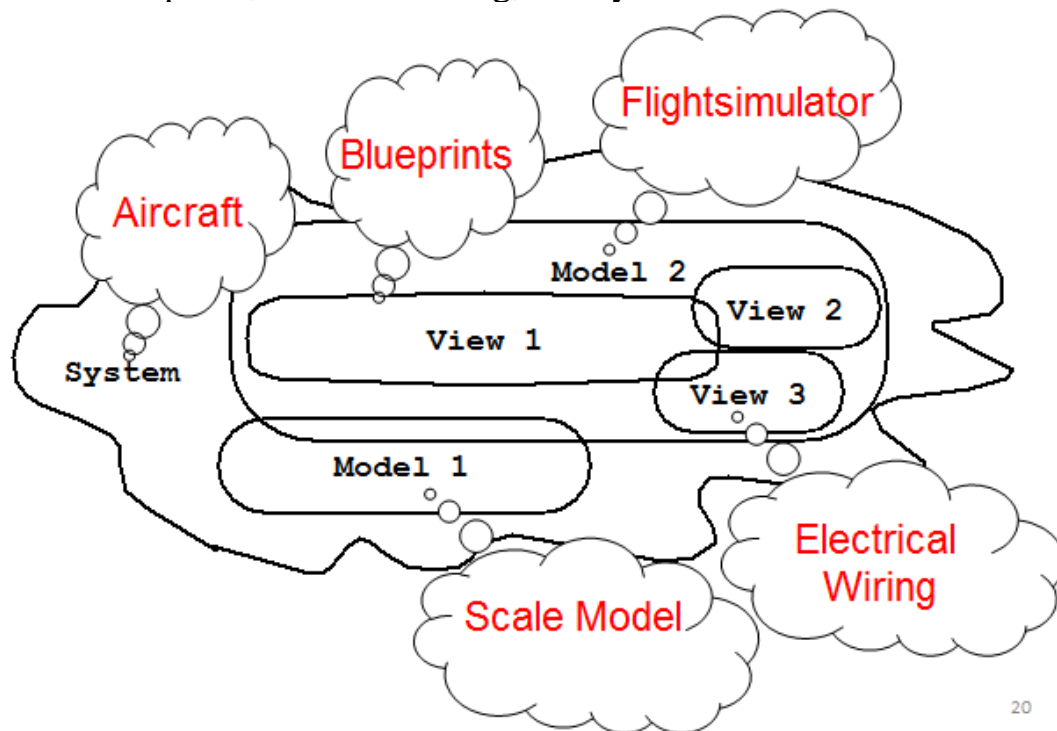 Flightsimulator
Blueprints
Aircraft
Model 2
View 2
View 1
System
View 3
Model 1
Electrical
Wiring
Scale Model
20